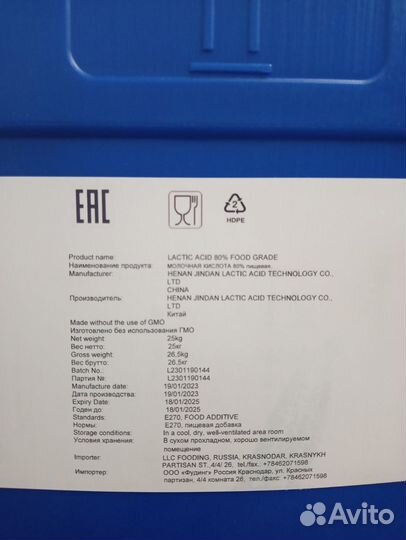 EAC
2
HDPE
Product name: LACTIC ACID 80% FOOD GRADE
Наименование продукта: МОЛОЧНАЯ КИСЛОТА 80% пищевая
Manufacturer: HENAN JINDAN LACTIC ACID TECHNOLOGY CO.,
LTD
CHINA
Производитель: HENAN JINDAN LACTIC ACID TECHNOLOGY CO.,
LTD
Китай
Made without the use of GMO
Изготовлено без использования ГМО
Net weight 25kg
Вес нетто: 25кг
Gross weight: 26,5kg
Вес брутто: 26,5кг
Batch No.: L2301190144
Партия №: L2301190144
Manufacture date: 19/01/2023
Дата производства: 19/01/2023
Expiry Date: 18/01/2025
Годен до: 18/01/2025
Standards: E270, FOOD ADDITIVE
Нормы: E270, пищевая добавка
Storage conditions: In a cool, dry, well-ventilated area room
Условия хранения: В сухом прохладном, хорошо вентилируемом
помещение
Importer: LLC FOODING, RUSSIA, KRASNODAR, KRASNYKH
PARTISAN ST.,4/4/ 26, tel./fax. +78462071598
Импортер: ООО «Фудинг» Россия Краснодар ул. Красных
партизан, 4/4 комната 26, тел./факс: +78462071598
Avito